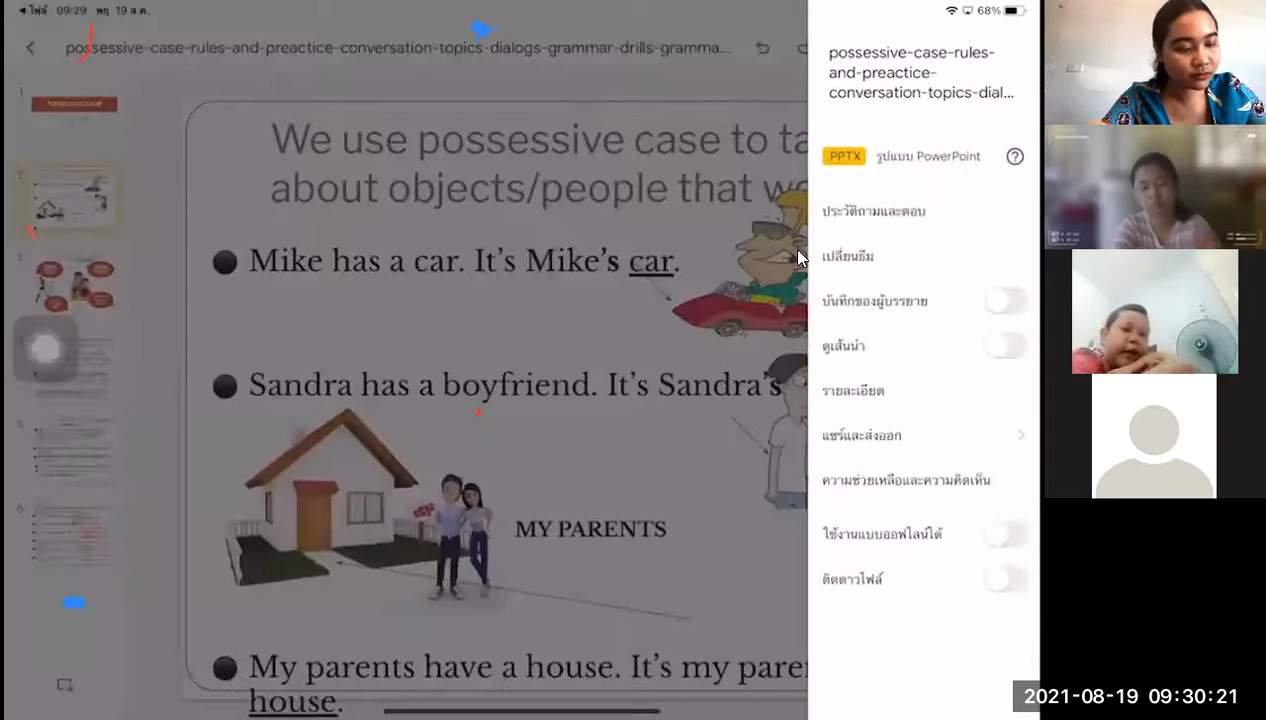 ◀ ไฟล์ 09:29 พฤ 19 ส.ค.
68%
possessive-case-rules-and-preactice-conversation-topics-dialogs-grammar-drills-gramma...
We use possessive case to ta
about objects/people that we
Mike has a car. It's Mike's car.
Sandra has a boyfriend. It's Sandra's
MY PARENTS
My parents have a house. It's my paren
house.
possessive-case-rules-
and-preactice-
conversation-topics-dial...
.PPTX รูปแบบ PowerPoint
ประวัติถามและตอบ
เปลี่ยนธีม
บันทึกของผู้บรรยาย
ดูเส้นนำ
รายละเอียด
แชร์และส่งออก
ความช่วยเหลือและความคิดเห็น
ใช้งานแบบออฟไลน์ได้
ติดดาวไฟล์
1
2
3
5
6
2021-08-19 09:30:21